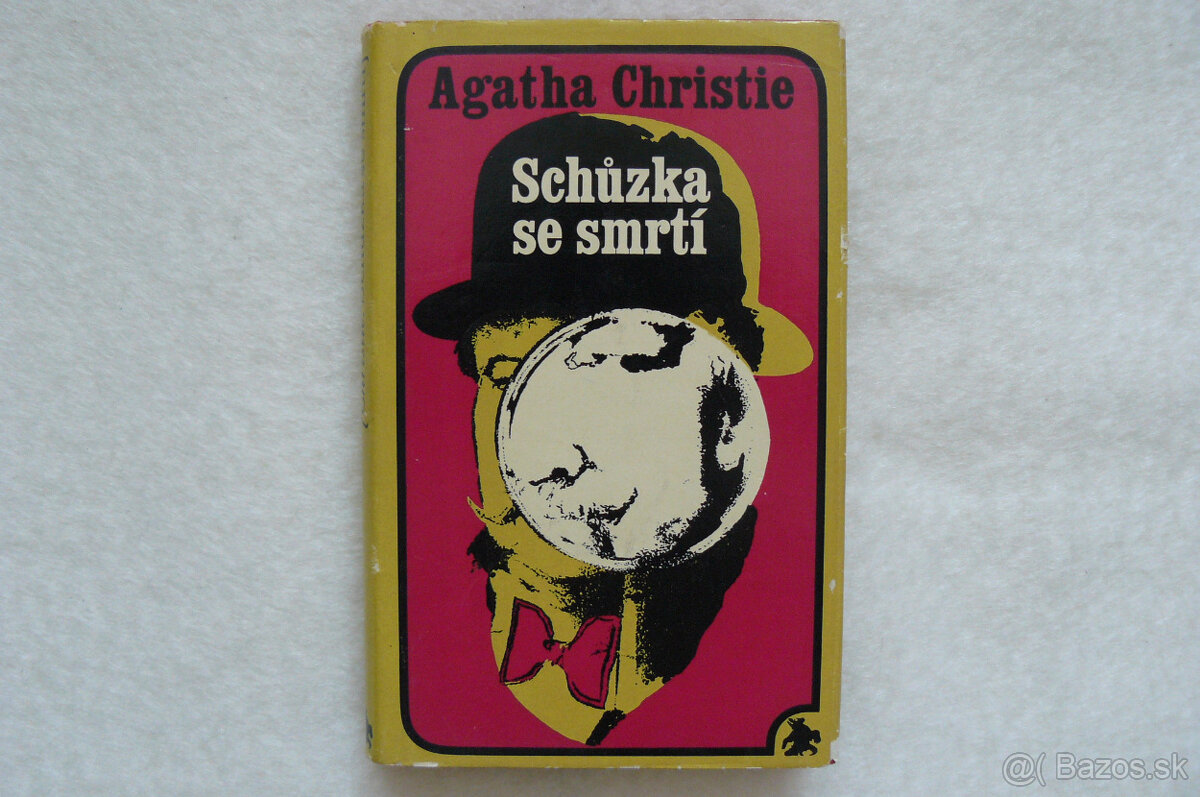 Agatha Christie
Schůzka
se smrtí
@( Bazos.sk